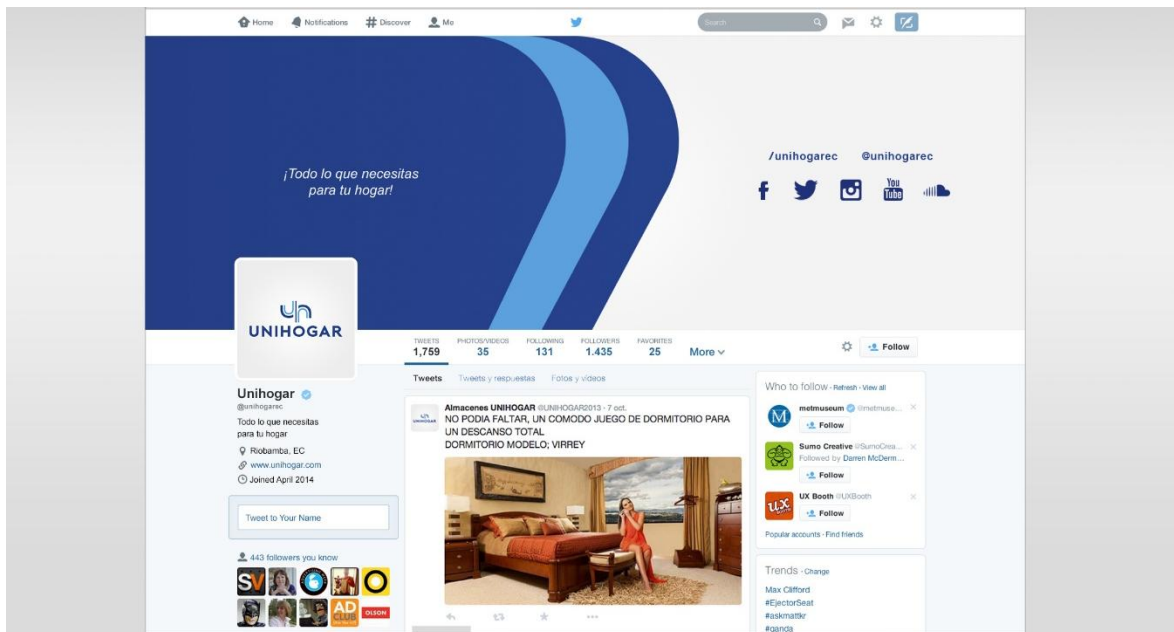 Home Notifications Discover Me
Search
¡Todo lo que necesitas
para tu hogar!
/unihogarec @unihogarec
f
You
Tube
un
UNIHOGAR
TWEETS PHOTOS/VIDEOS FOLLOWING FOLLOWERS FAVORITES
1,759 35 131 1.435 25 More
Follow
Unihogar
@unihogarec
Todo lo que necesitas
para tu hogar
Riobamba, EC
www.unihogar.com
Joined April 2014
Tweet to Your Name
443 followers you know
SV
AD
CLUB
OLSON
Tweets Tweets y respuestas Fotos y videos
UNIHOGAR
Almacenes UNIHOGAR @UNIHOGAR2013 · 7 oct.
NO PODIA FALTAR, UN COMODO JUEGO DE DORMITORIO PARA
UN DESCANSO TOTAL
DORMITORIO MODELO; VIRREY
Who to follow · Refresh · View all
M
metmuseum @metmuse...
Follow
Sumo Creative @SumoCrea...
Followed by Darren McDerm...
Follow
UX
UX Booth @UXBooth
Follow
Popular accounts · Find friends
Trends · Change
Max Clifford
#EjectorSeat
#askmattkr
#qanda